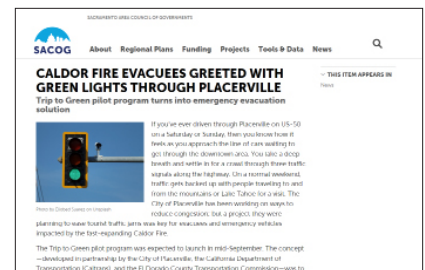 SACRAMENTO AREA COUNCIL OF GOVERNMENTS
SACOG
About Regional Plans Funding Projects Tools & Data News
CALDOR FIRE EVACUEES GREETED WITH
GREEN LIGHTS THROUGH PLACERVILLE
Trip to Green pilot program turns into emergency evacuation
solution
THIS ITEM APPEARS IN
News
If you've ever driven through Placerville on US-50
on a Saturday or Sunday, then you know how it
feels as you approach the line of cars waiting to
get through the downtown area. You take a deep
breath and settle in for a crawl through three traffic
signals along the highway. On a normal weekend,
traffic gets backed up with people traveling to and
from the mountains or Lake Tahoe for a visit. The
City of Placerville has been working on ways to
reduce congestion, but a project they were
Photo by on Unsplash
planning to ease tourist traffic jams was key for evacuees and emergency vehicles
impacted by the fast-expanding Caldor Fire.
The Trip to Green pilot program was expected to launch in mid-September. The concept
—developed in partnership by the City of Placerville, the California Department of
Transportation (Caltrans), and the El Dorado County Transportation Commission—was to